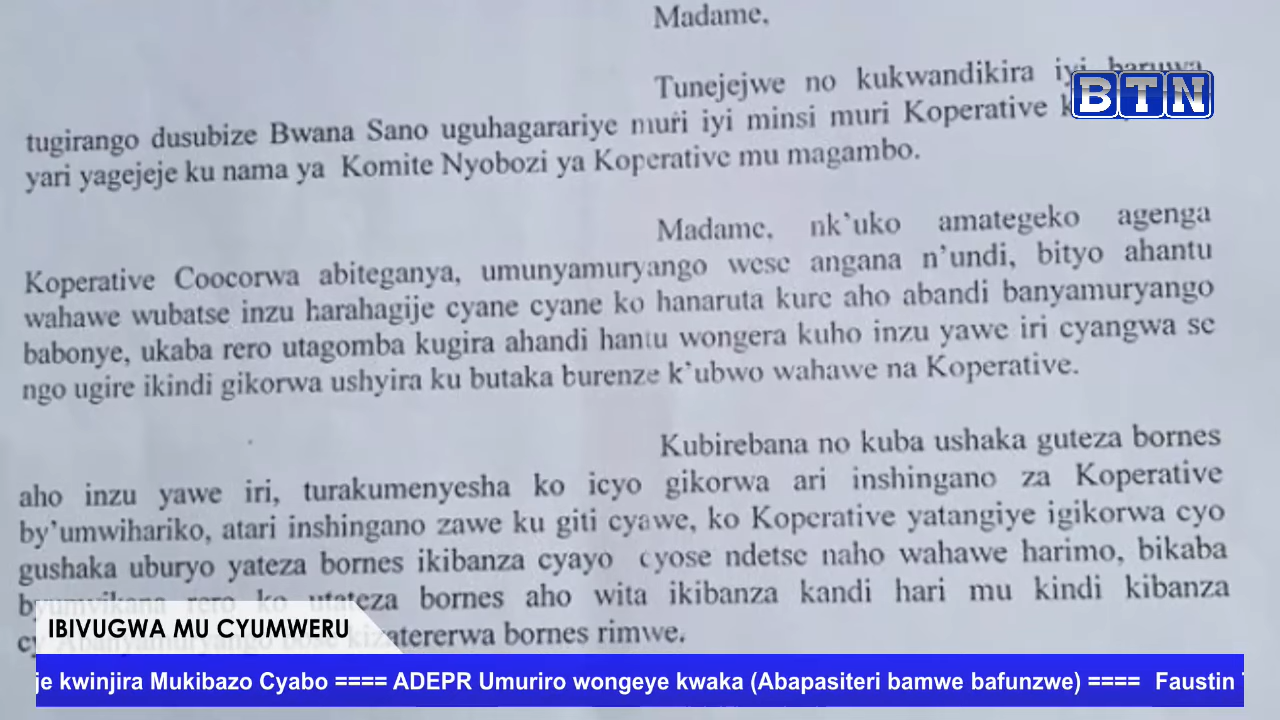 Madame,
Tunejejwe no kukwandikira iyi baruwa
BTN
tugirango dusubize Bwana Sano uguhagarariye muri iyi minsi muri Koperative
yari yagejeje ku nama ya Komite Nyobozi ya Koperative mu magambo.
Madame, nk'uko amategeko agenga
Koperative Coocorwa abiteganya, umunyamuryango wese angana n'undi, bityo ahantu
wahawe wubatse inzu harahagije cyane cyane ko hanaruta kure aho abandi banyamuryango
babonye, ukaba rero utagomba kugira ahandi hantu wongera kuho inzu yawe iri cyangwa se
ngo ugire ikindi gikorwa ushyira ku butaka burenze k'ubwo wahawe na Koperative.
Kubirebana no kuba ushaka guteza bornes
aho inzu yawe iri, turakumenyesha ko icyo gikorwa ari inshingano za Koperative
by'umwihariko, atari inshingano zawe ku giti cyawe, ko Koperative yatangiye igikorwa cyo
gushaka uburyo yateza bornes ikibanza cyayo cyose ndetse naho wahawe harimo, bikaba
byumvikana rero ko utateza bornes aho wita ikibanza kandi hari mu kindi kibanza
kizatererwa bornes rimwe.
IBIVUGWA MU CYUMWERU
je kwinjira Mukibazo Cyabo ==== ADEPR Umuriro wongeye kwaka (Abapasiteri bamwe bafunzwe) ==== Faustin